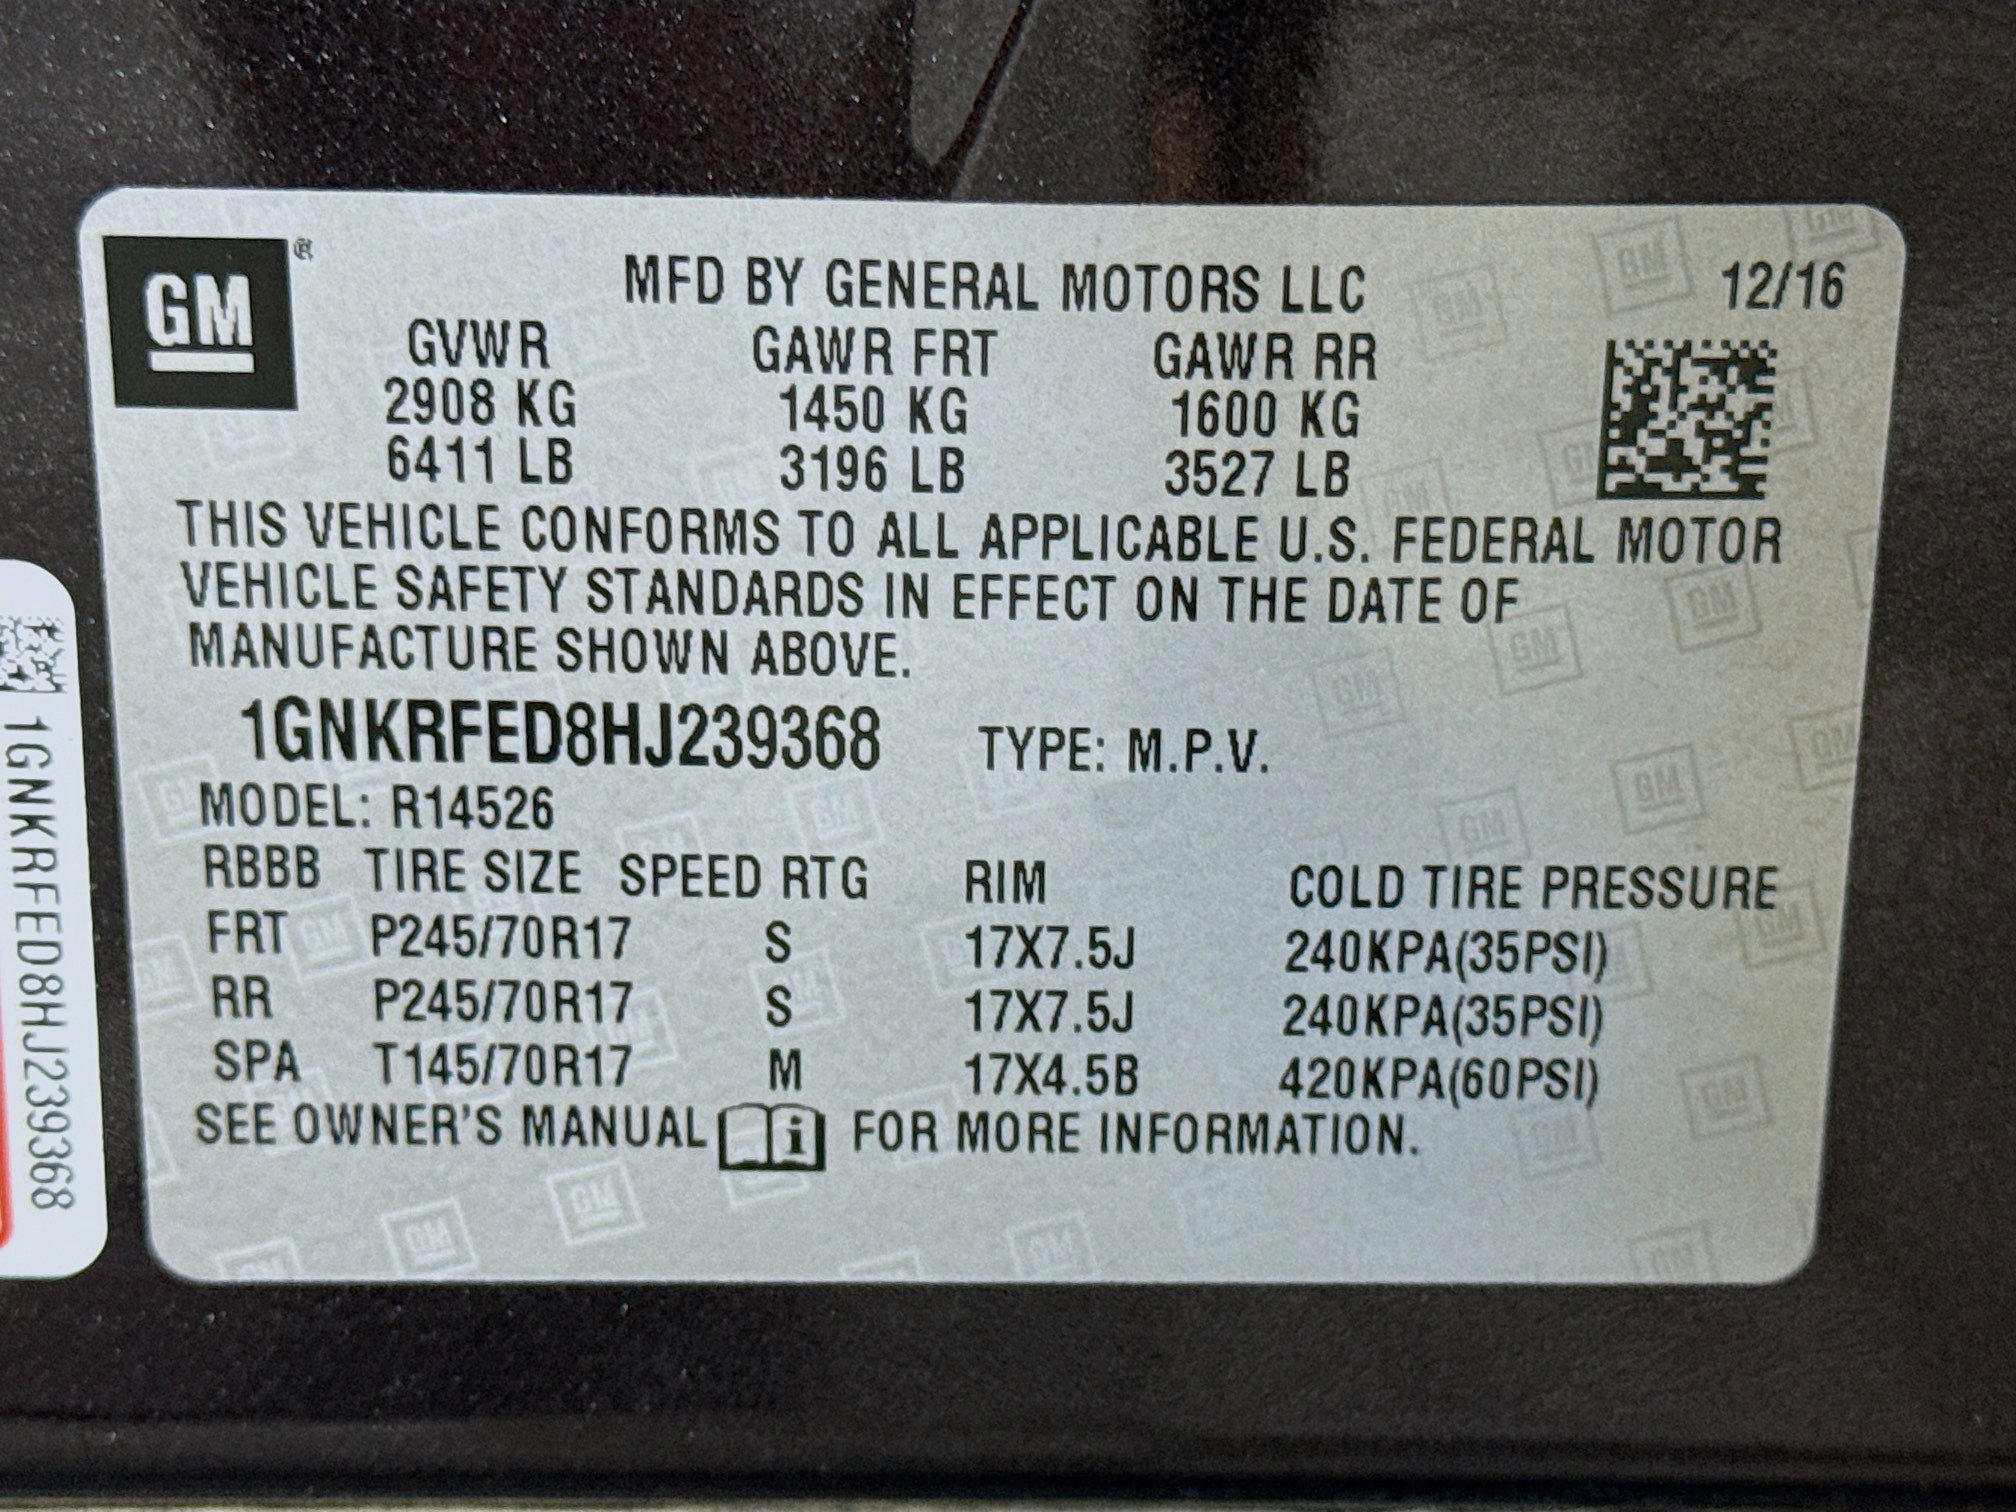 GM ®
MFD BY GENERAL MOTORS LLC 12/16
GVWR GAWR FRT GAWR RR
2908 KG 1450 KG 1600 KG
6411 LB 3196 LB 3527 LB
THIS VEHICLE CONFORMS TO ALL APPLICABLE U.S. FEDERAL MOTOR
VEHICLE SAFETY STANDARDS IN EFFECT ON THE DATE OF
MANUFACTURE SHOWN ABOVE.
1GNKRFED8HJ239368 TYPE: M.P.V.
MODEL: R14526
RBBB TIRE SIZE SPEED RTG RIM COLD TIRE PRESSURE
FRT P245/70R17 S 17X7.5J 240KPA(35PSI)
RR P245/70R17 S 17X7.5J 240KPA(35PSI)
SPA T145/70R17 M 17X4.5B 420KPA(60PSI)
SEE OWNER'S MANUAL i FOR MORE INFORMATION.
1GNKRFED8HJ239368